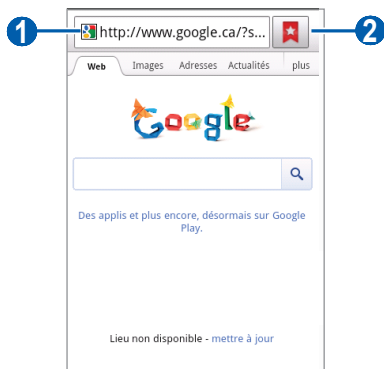 1 http://www.google.ca/?s... 2
Web Images Adresses Actualités plus
Google
Des applis et plus encore, désormais sur Google
Play.
Lieu non disponible - mettre à jour